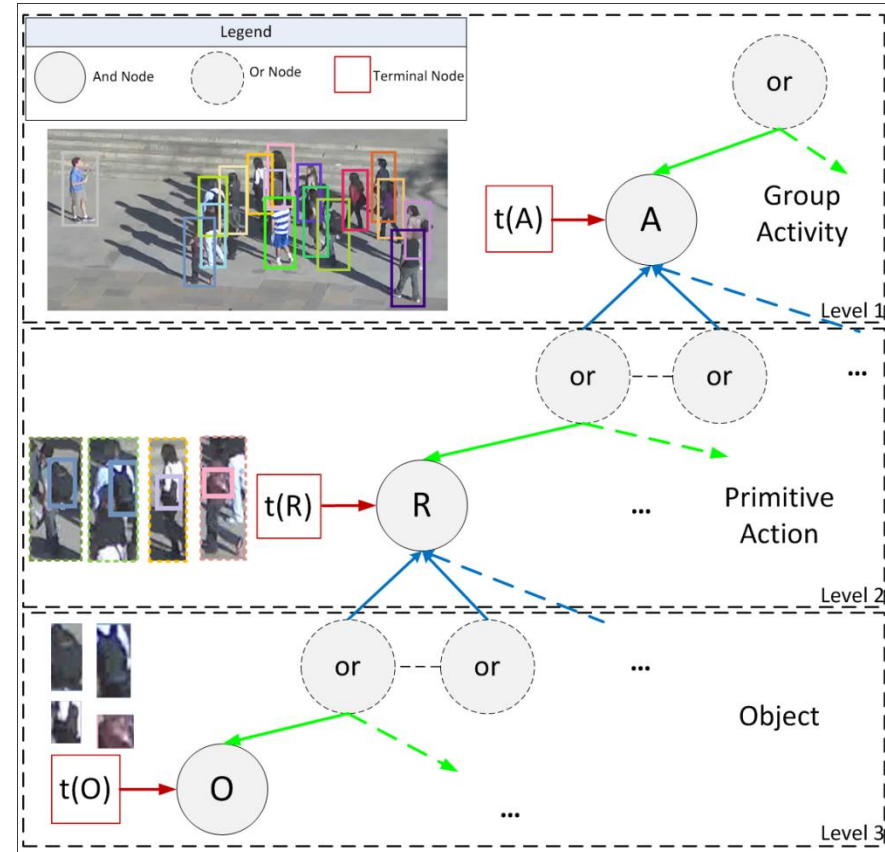 Legend
And Node
Or Node
Terminal Node
or
t(A)
A
Group
Activity
Level 1
or
or
...
t(R)
R
...
Primitive
Action
Level 2
or
or
...
Object
t(O)
O
...
Level 3